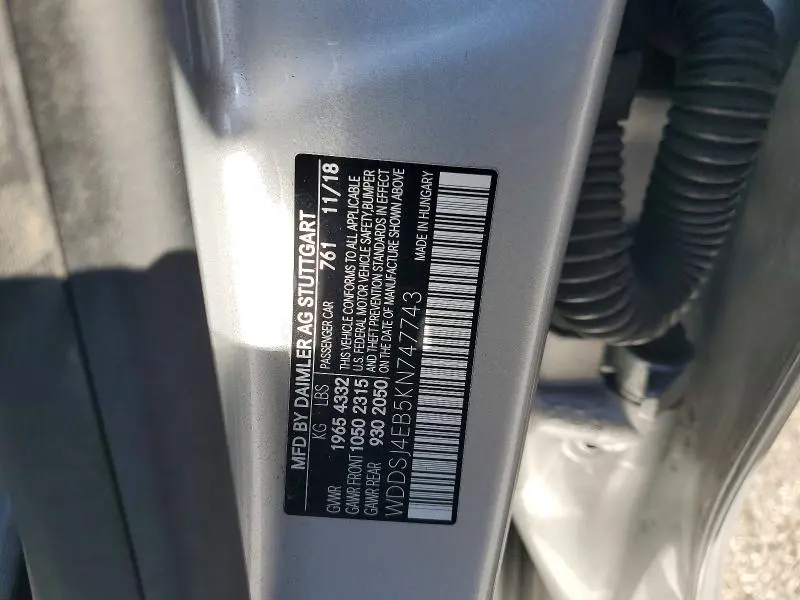 MFD BY DAIMLER AG STUTTGART
KG LBS PASSENGER CAR 761 11/18
GVWR 1965 4332 THIS VEHICLE CONFORMS TO ALL APPLICABLE
GAWR FRONT 1050 2315 U.S. FEDERAL MOTOR VEHICLE SAFETY,BUMPER
GAWR REAR 930 2050 AND THEFT PREVENTION STANDARDS IN EFFECT
ON THE DATE OF MANUFACTURE SHOWN ABOVE
WDDSJ4EB5KN747743 MADE IN HUNGARY